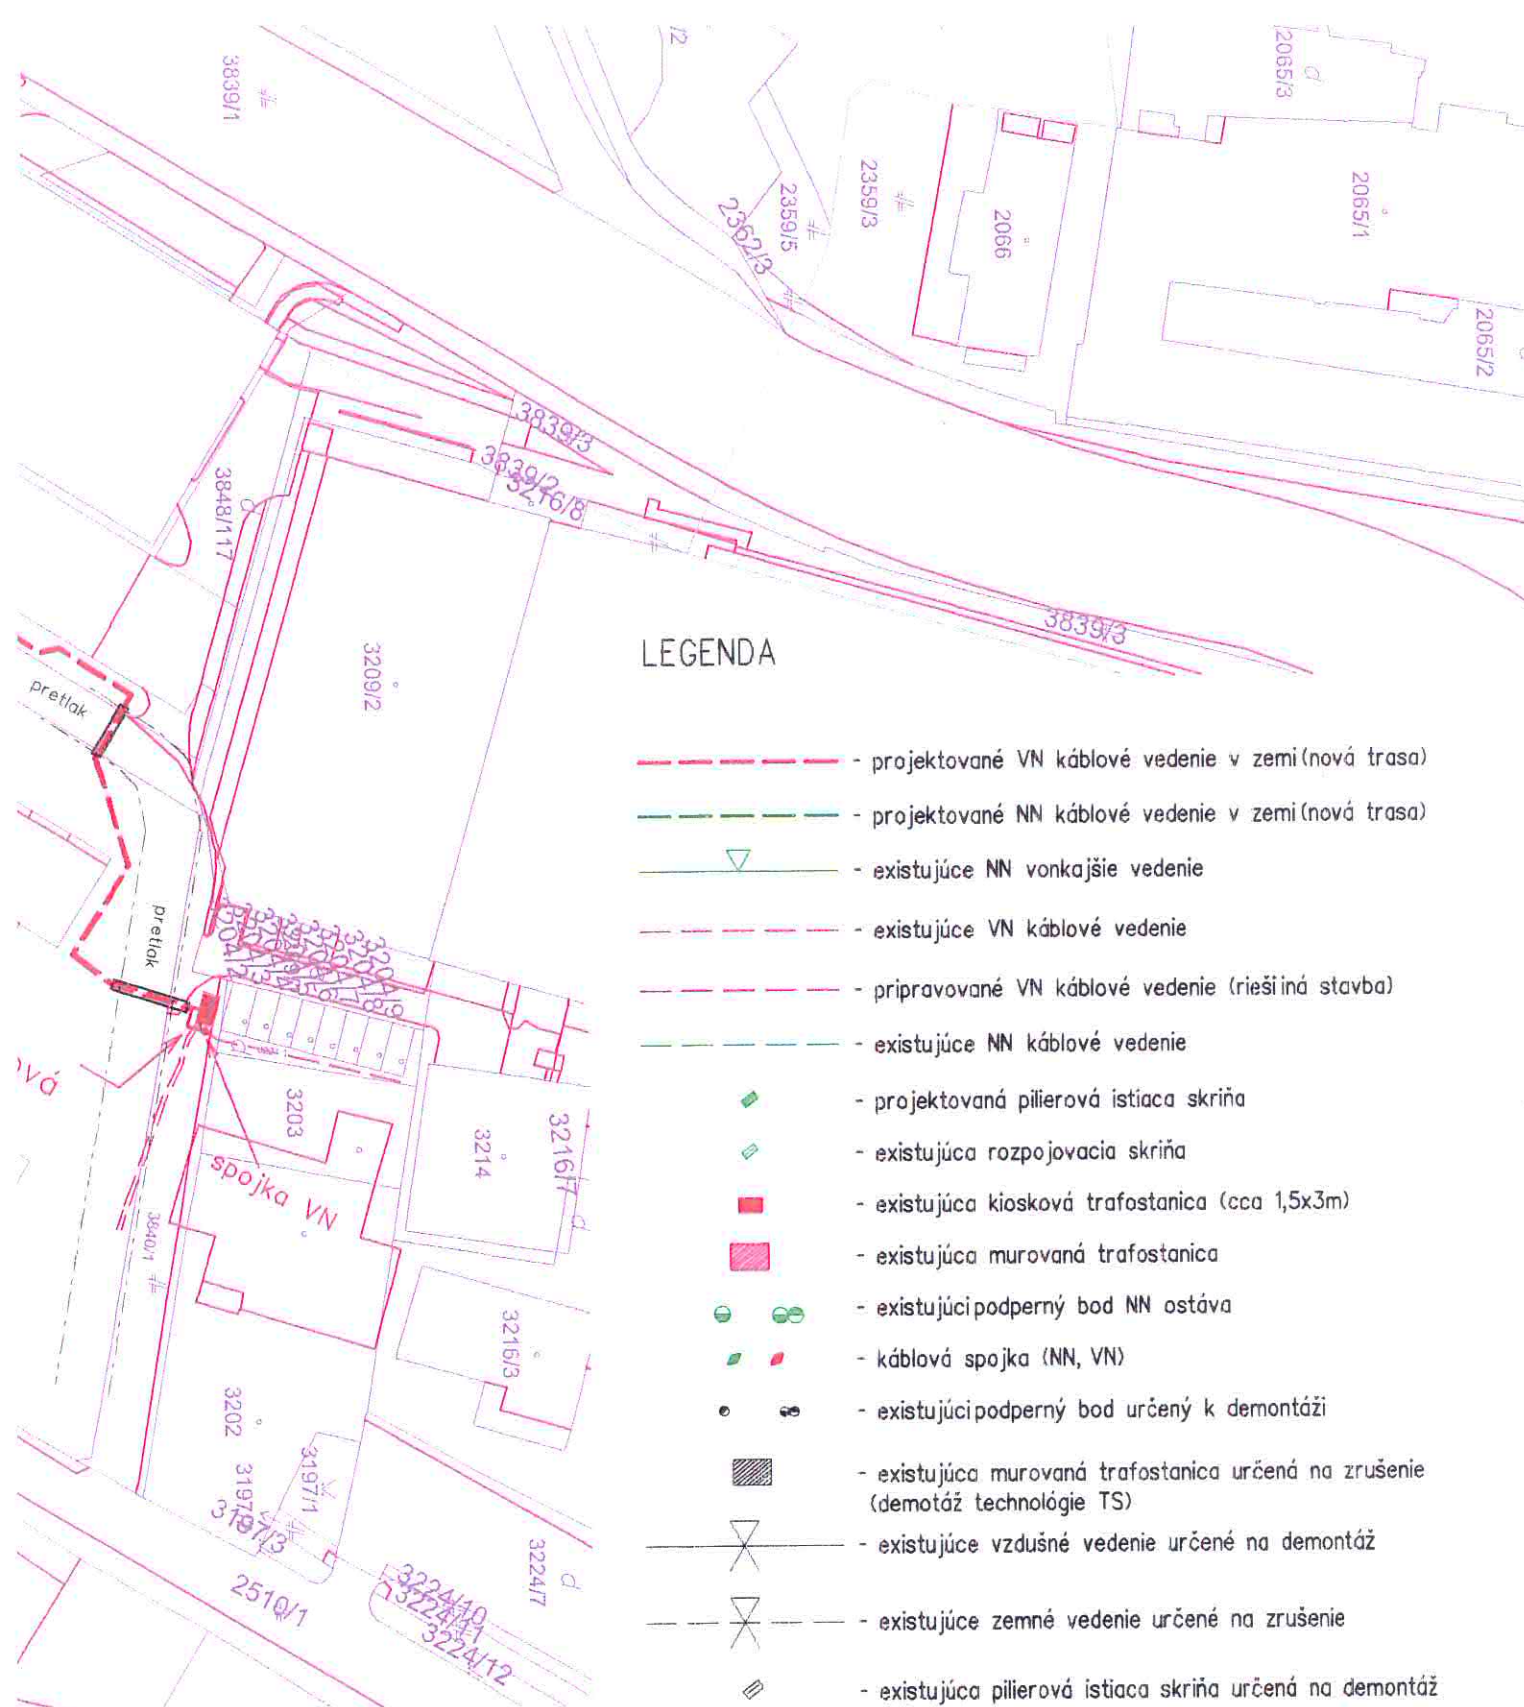 3839/1
2065/3
2359/3
2359/5
2362/3
2066
2065/1
2065/2
3839/3
3839/2
3216/8
3848/117
3839/3
3209/2
pretlak
pretlak
LEGENDA
- projektované VN káblové vedenie v zemi (nová trasa)
- projektované NN káblové vedenie v zemi (nová trasa)
- existujúce NN vonkajšie vedenie
- existujúce VN káblové vedenie
- pripravované VN káblové vedenie (rieši iná stavba)
- existujúce NN káblové vedenie
- projektovaná pilierová istiaca skriňa
- existujúca rozpojovacia skriňa
- existujúca kiosková trafostanica (cca 1,5x3m)
- existujúca murovaná trafostanica
- existujúci podperný bod NN ostáva
- káblová spojka (NN, VN)
- existujúci podperný bod určený k demontáži
- existujúca murovaná trafostanica určená na zrušenie
(demotáž technológie TS)
- existujúce vzdušné vedenie určené na demontáž
- existujúce zemné vedenie určené na zrušenie
- existujúca pilierová istiaca skriňa určená na demontáž
ová
3203
3214
3216/7
spojka VN
3840/1
3216/3
3202
3197/1
3197/3
2510/1
3224/7
3224/10
3224/11
3224/12